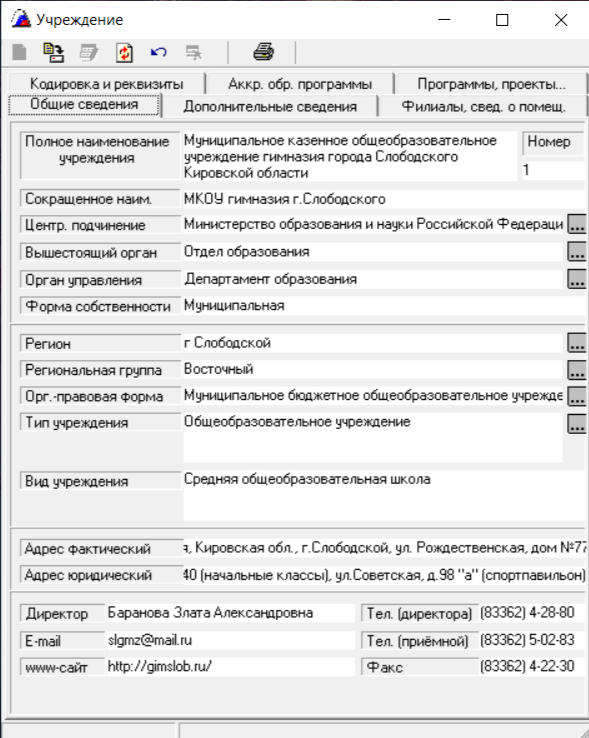 Учреждение
Кодировка и реквизиты
Аккр. обр. программы
Программы, проекты...
Общие сведения
Дополнительные сведения
Филиалы, свед. о помещ.
Полное наименование
учреждения
Муниципальное казенное общеобразовательное
учреждение гимназия города Слободского
Кировской области
Номер
1
Сокращенное наим. МКОУ гимназия г.Слободского
Центр. подчинение Министерство образования и науки Российской Федераци ...
Вышестоящий орган Отдел образования ...
Орган управления Департамент образования ...
Форма собственности Муниципальная
Регион г Слободской ...
Региональная группа Восточный ...
Орг.-правовая форма Муниципальное бюджетное общеобразовательное учрежде ...
Тип учреждения Общеобразовательное учреждение ...
Вид учреждения Средняя общеобразовательная школа
Адрес фактический я, Кировская обл., г.Слободской, ул. Рождественская, дом №77
Адрес юридический 40 (начальные классы), ул.Советская, д.98 "а" (спортпавильон)
Директор Баранова Злата Александровна Тел. (директора) (83362) 4-28-80
E-mail slgmz@mail.ru Тел. (приёмной) (83362) 5-02-83
www-сайт http://gimslob.ru/ Факс (83362) 4-22-30